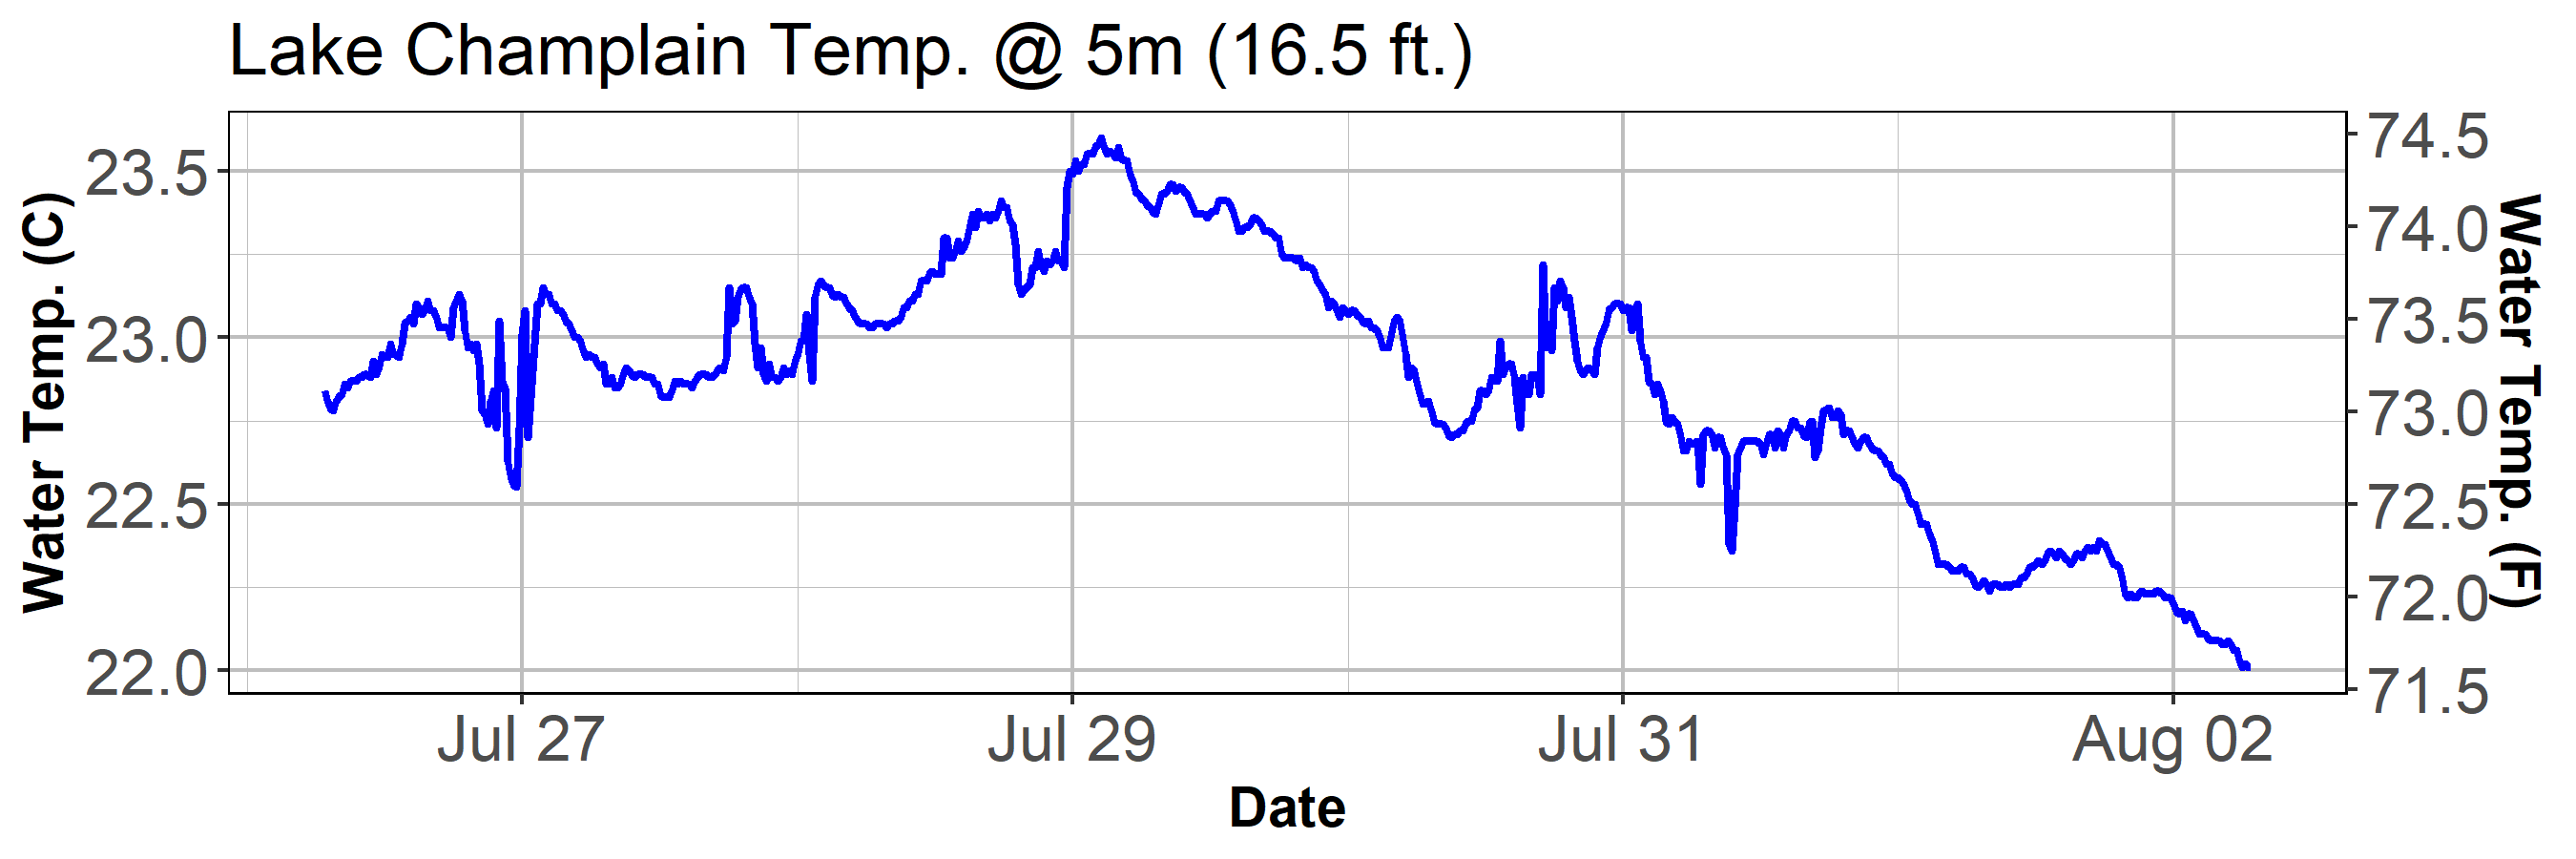 Lake Champlain Temp. @ 5m (16.5 ft.)
Water Temp. (C)
23.5
23.0
22.5
22.0
74.5
74.0
73.5
73.0
72.5
72.0
71.5
Water Temp. (F)
Jul 27 Jul 29 Jul 31 Aug 02
Date